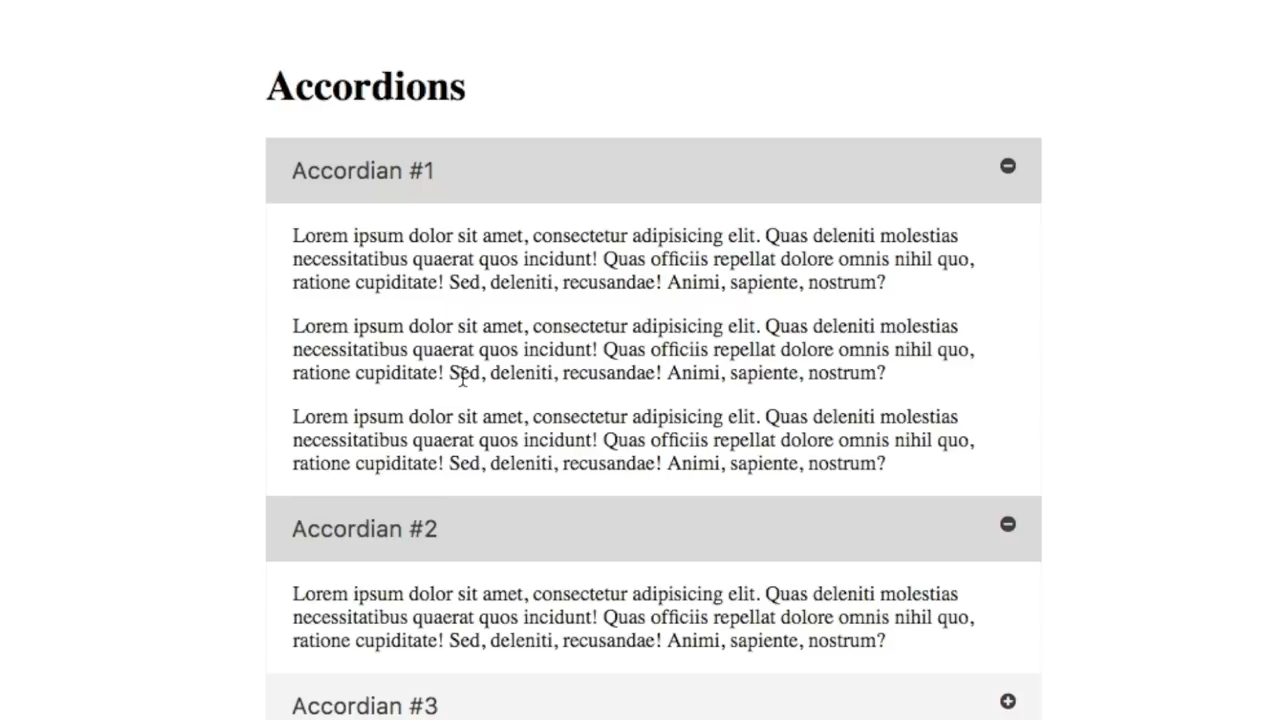 Accordions
Accordian #1
Lorem ipsum dolor sit amet, consectetur adipisicing elit. Quas deleniti molestias
necessitatibus quaerat quos incidunt! Quas officiis repellat dolore omnis nihil quo,
ratione cupiditate! Sed, deleniti, recusandae! Animi, sapiente, nostrum?
Lorem ipsum dolor sit amet, consectetur adipisicing elit. Quas deleniti molestias
necessitatibus quaerat quos incidunt! Quas officiis repellat dolore omnis nihil quo,
ratione cupiditate! Sed, deleniti, recusandae! Animi, sapiente, nostrum?
Lorem ipsum dolor sit amet, consectetur adipisicing elit. Quas deleniti molestias
necessitatibus quaerat quos incidunt! Quas officiis repellat dolore omnis nihil quo,
ratione cupiditate! Sed, deleniti, recusandae! Animi, sapiente, nostrum?
Accordian #2
Lorem ipsum dolor sit amet, consectetur adipisicing elit. Quas deleniti molestias
necessitatibus quaerat quos incidunt! Quas officiis repellat dolore omnis nihil quo,
ratione cupiditate! Sed, deleniti, recusandae! Animi, sapiente, nostrum?
Accordian #3